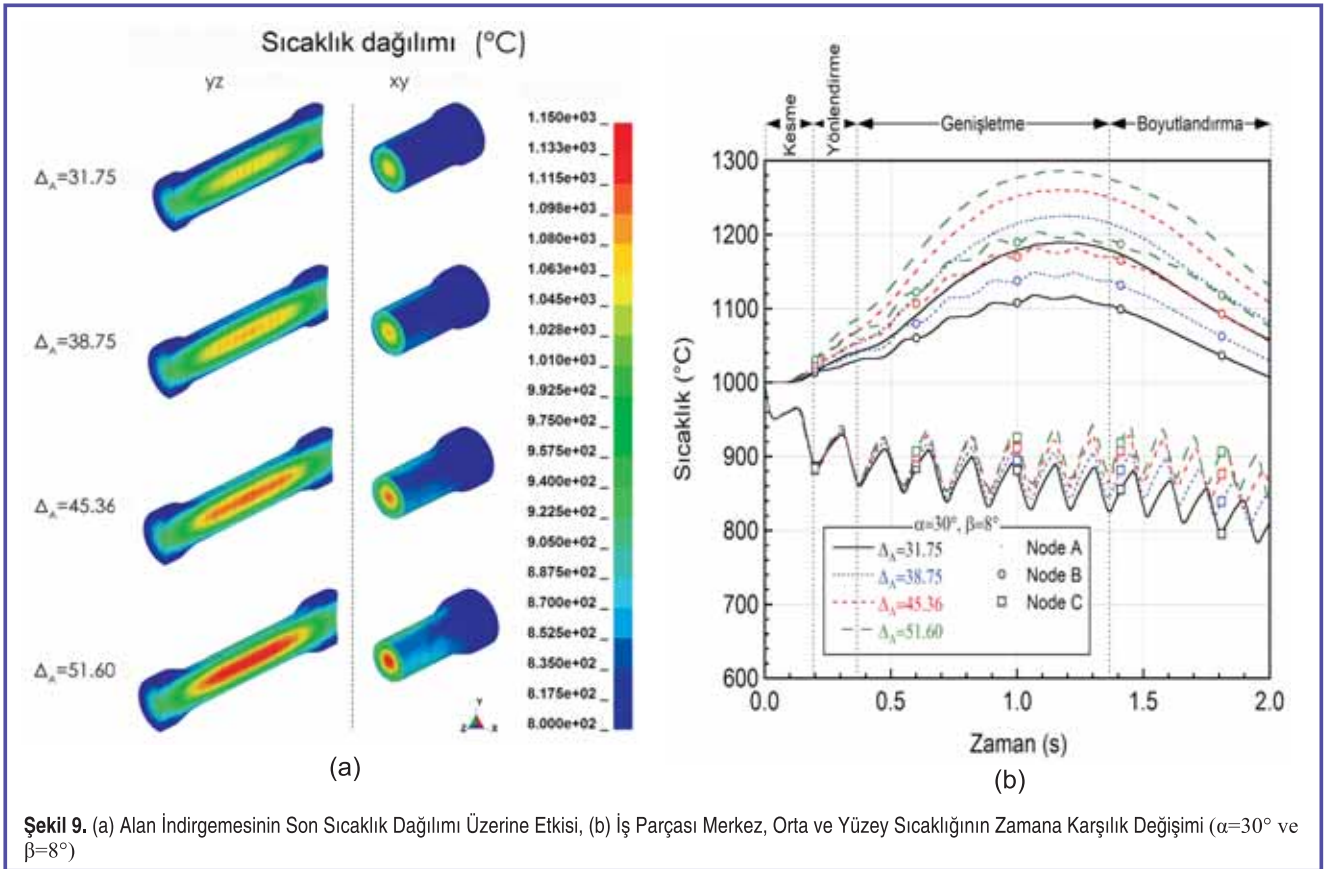 Sıcaklık dağılımı (°C)
yz
xy
Δ_A=31.75
Δ_A=38.75
Δ_A=45.36
Δ_A=51.60
1.150e+03
1.133e+03
1.115e+03
1.098e+03
1.080e+03
1.063e+03
1.045e+03
1.028e+03
1.010e+03
9.925e+02
9.750e+02
9.575e+02
9.400e+02
9.225e+02
9.050e+02
8.875e+02
8.700e+02
8.525e+02
8.350e+02
8.175e+02
8.000e+02
Y
Z X
(a)
Kesme
Yönlendirme
Genişletme
Boyutlandırma
1300
1200
1100
1000
900
800
700
600
Sıcaklık (°C)
α=30°, β=8°
Δ_A=31.75
Δ_A=38.75
Δ_A=45.36
Δ_A=51.60
Node A
Node B
Node C
0.0 0.5 1.0 1.5 2.0
Zaman (s)
(b)
Şekil 9. (a) Alan İndirgemesinin Son Sıcaklık Dağılımı Üzerine Etkisi, (b) İş Parçası Merkez, Orta ve Yüzey Sıcaklığının Zamana Karşılık Değişimi (α=30° ve
β=8°)